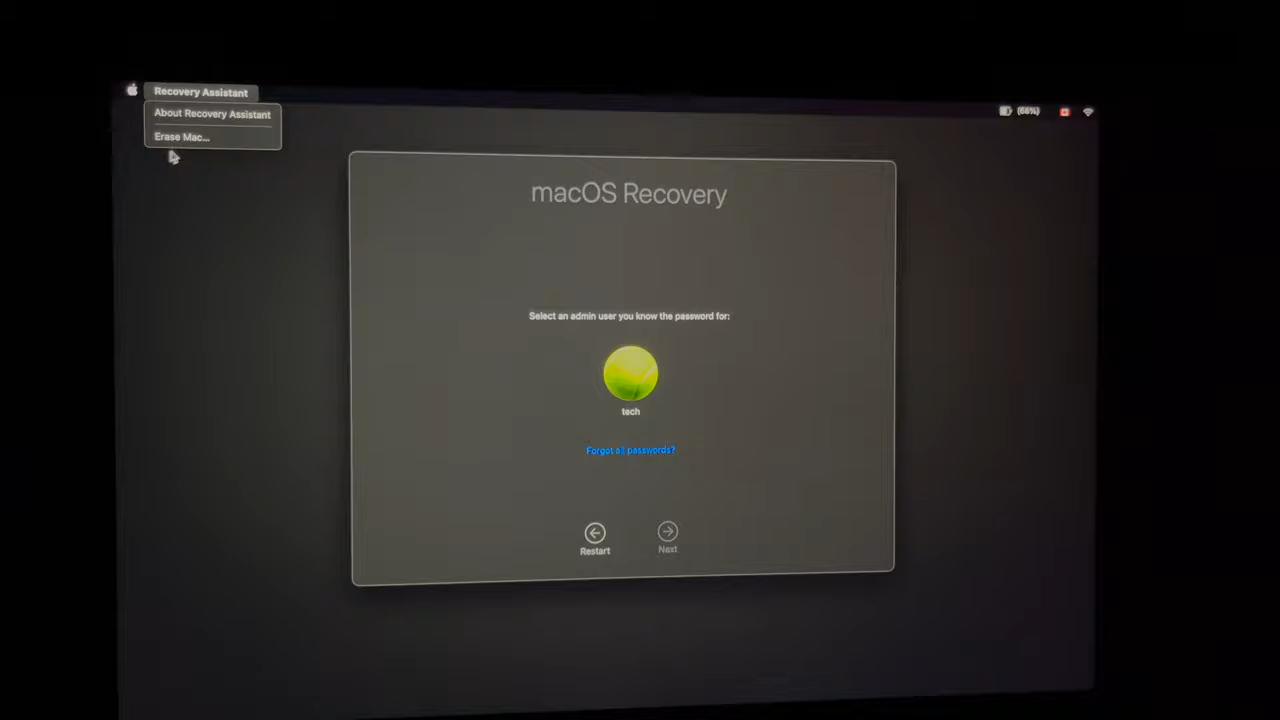 Recovery Assistant
About Recovery Assistant
Erase Mac...
(66%)
macOS Recovery
Select an admin user you know the password for:
tech
Forgot all passwords?
Restart
Next